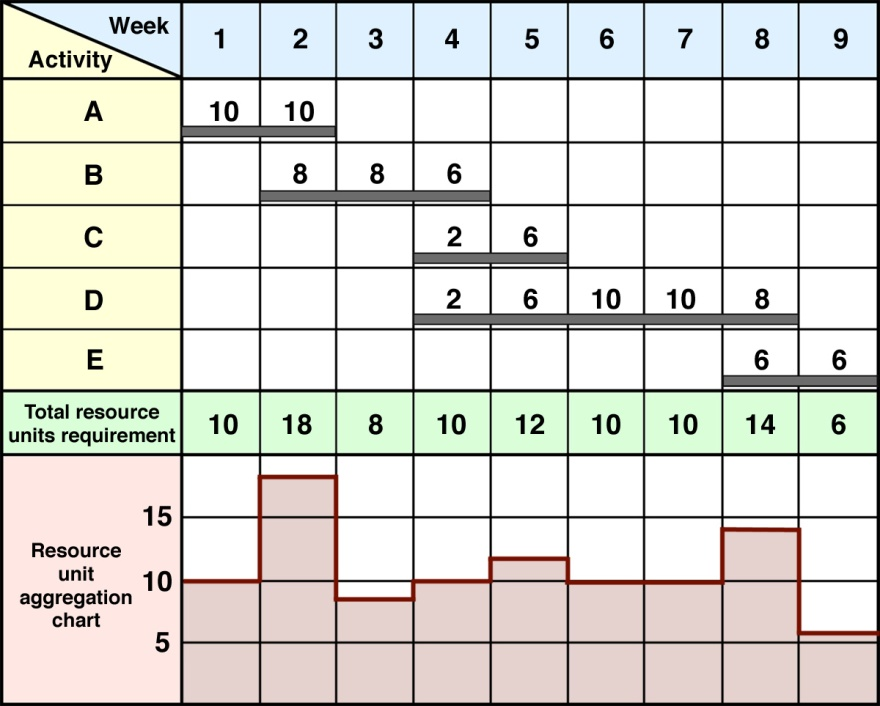 Week
Activity
1 2 3 4 5 6 7 8 9
A 10 10
B 8 8 6
C 2 6
D 2 6 10 10 8
E 6 6
Total resource
units requirement
10 18 8 10 12 10 10 14 6
Resource
unit
aggregation
chart
15
10
5